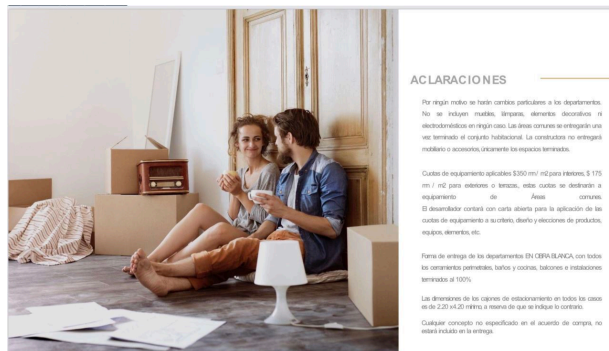 ACLARACIONES
Por ningún motivo se harán cambios particulares a los departamentos.
No se incluyen muebles, lámparas, elementos decorativos ni
electrodomésticos en ningún caso. Las áreas comunes se entregarán una
vez terminado el conjunto habitacional. La constructora no entregará
mobiliario o accesorios, únicamente los espacios terminados.
Cuotas de equipamiento aplicables $350 mn/ m2 para interiores, $ 175
mn / m2 para exteriores o terrazas, estas cuotas se destinarán a
equipamiento de Áreas comunes.
El desarrollador contará con carta abierta para la aplicación de las
cuotas de equipamiento a su criterio, diseño y elecciones de productos,
equipos, elementos, etc.
Forma de entrega de los departamentos EN OBRA BLANCA, con todos
los cerramientos perimetrales, baños y cocinas, balcones e instalaciones
terminados al 100%
Las dimensiones de los cajones de estacionamiento en todos los casos
es de 2.20 x4.20 mínimo, a reserva de que se indique lo contrario.
Cualquier concepto no especificado en el acuerdo de compra, no
estará incluido en la entrega.